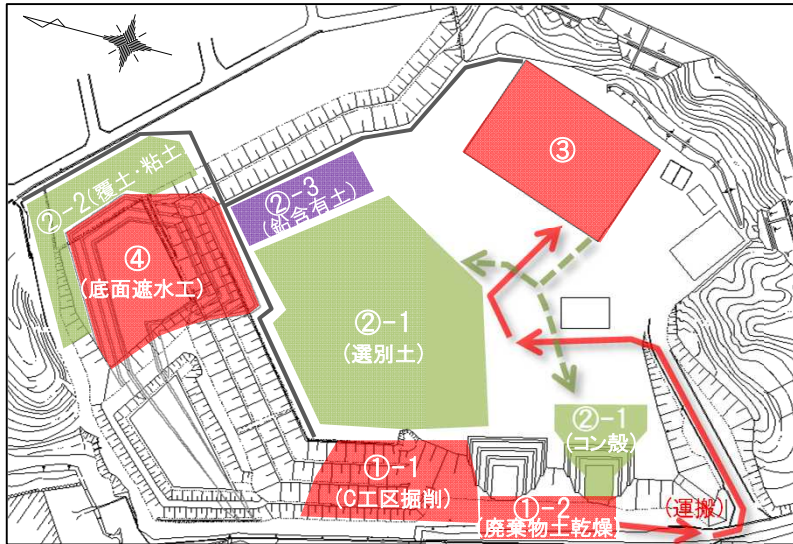 ③
②-2(覆土・粘土)
②-3
(鉛含有土)
④
(底面遮水工)
②-1
(選別土)
②-1
(コン殻)
①-1
(C工区掘削)
①-2
(廃棄物土乾燥)
(運搬)